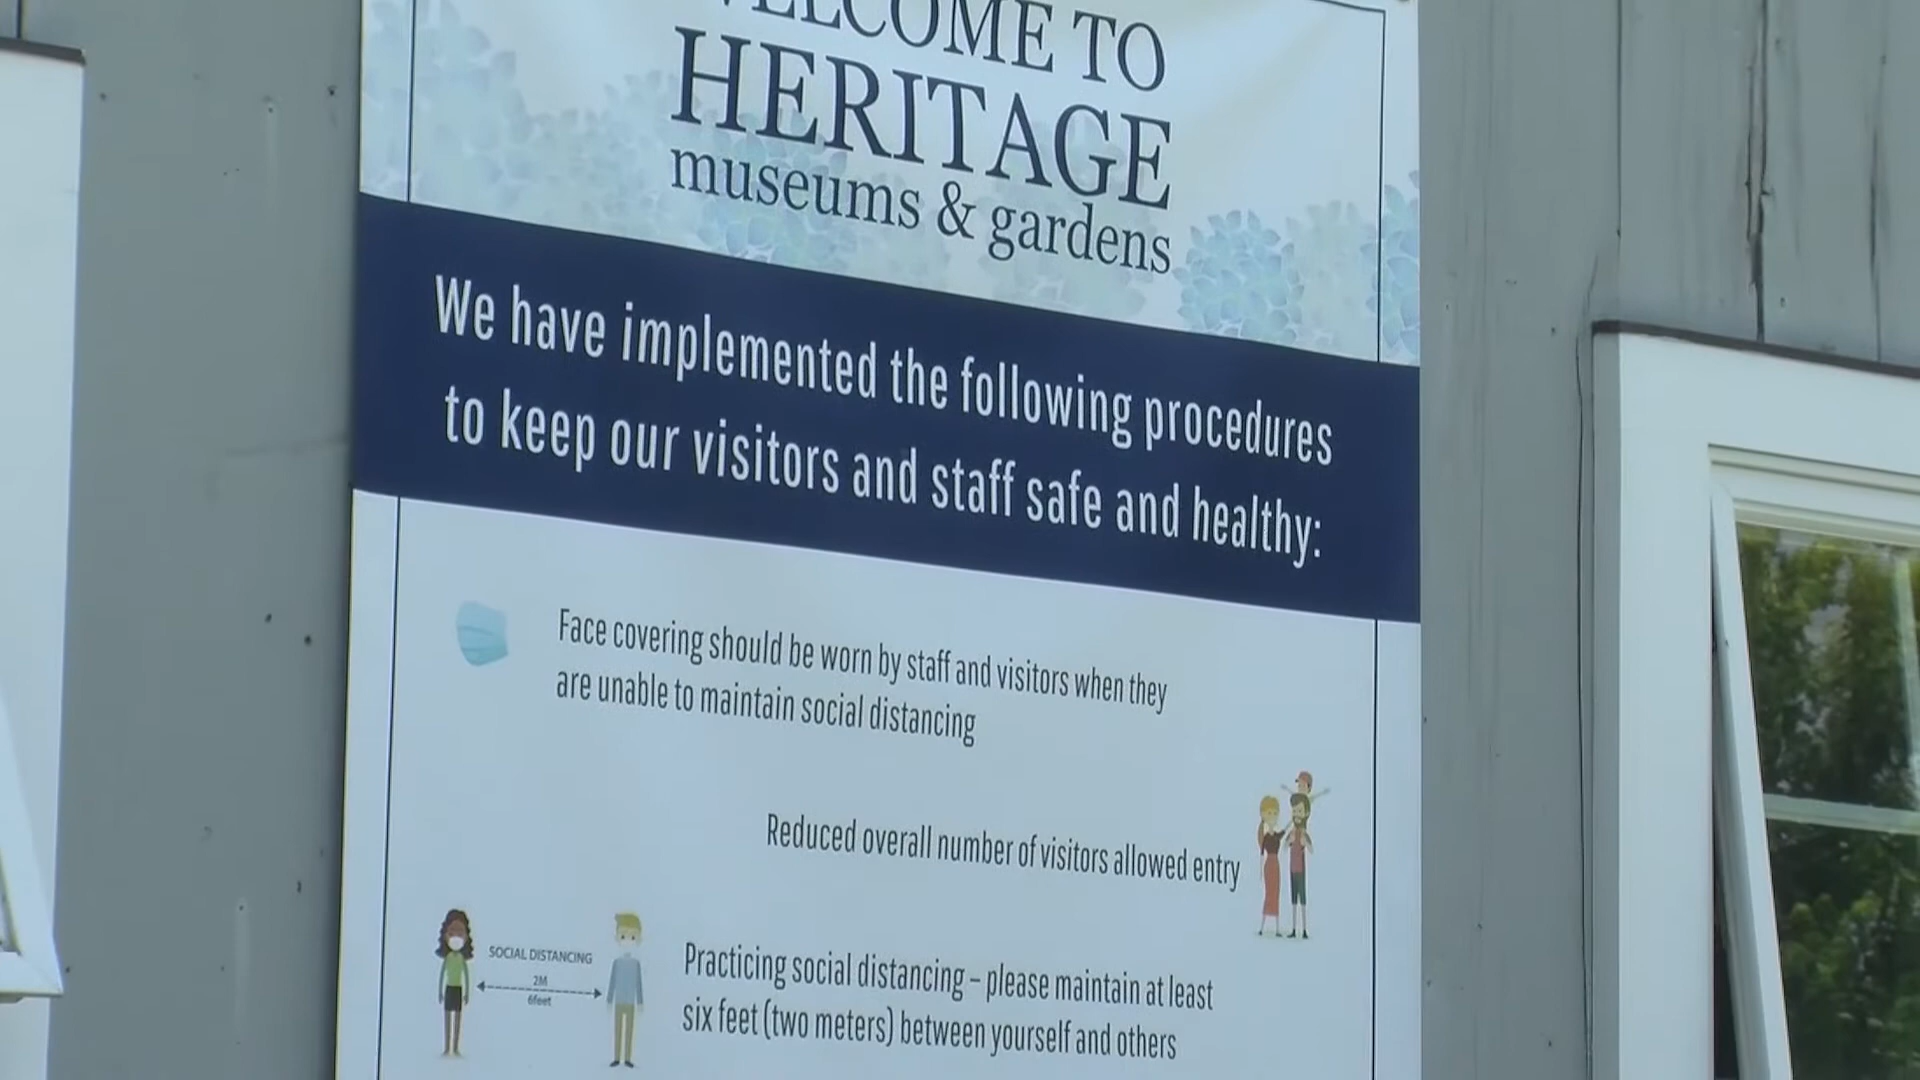 WELCOME TO
HERITAGE
museums & gardens
We have implemented the following procedures
to keep our visitors and staff safe and healthy:
Face covering should be worn by staff and visitors when they
are unable to maintain social distancing
Reduced overall number of visitors allowed entry
SOCIAL DISTANCING
2M
6feet
Practicing social distancing – please maintain at least
six feet (two meters) between yourself and others